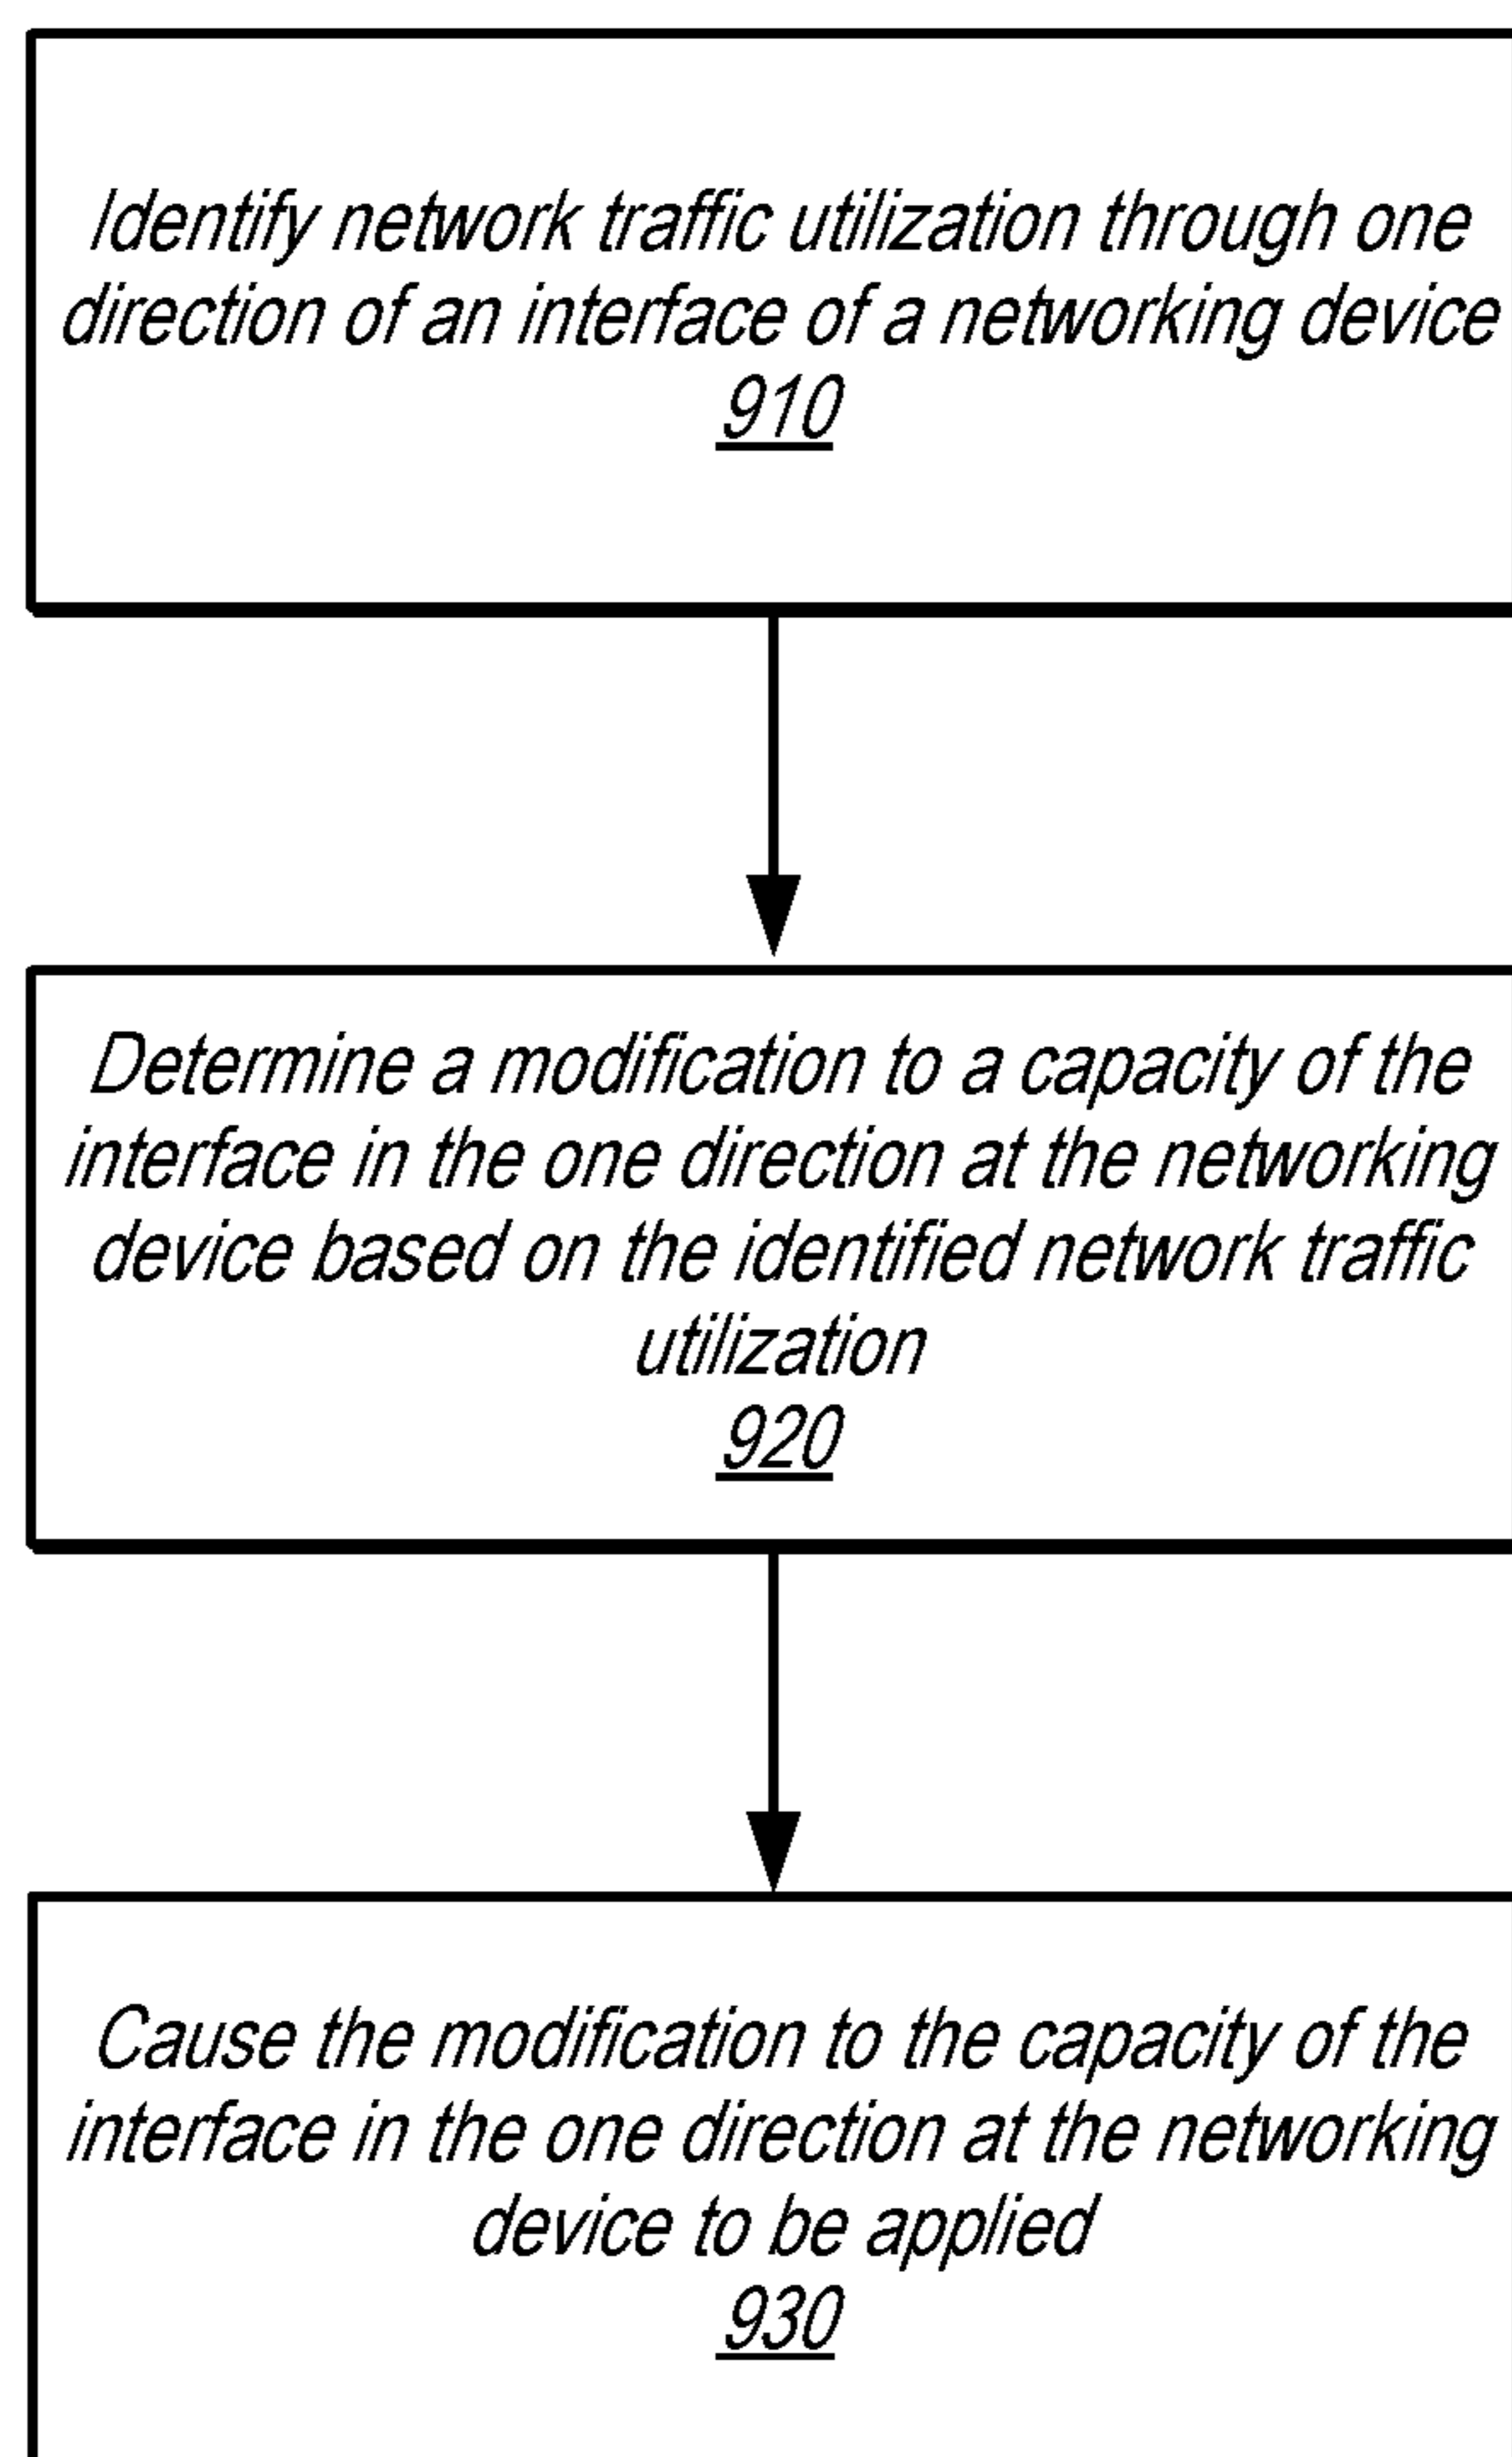 Identify network traffic utilization through one
direction of an interface of a networking device
910
Determine a modification to a capacity of the
interface in the one direction at the networking
device based on the identified network traffic
utilization
920
Cause the modification to the capacity of the
interface in the one direction at the networking
device to be applied
930